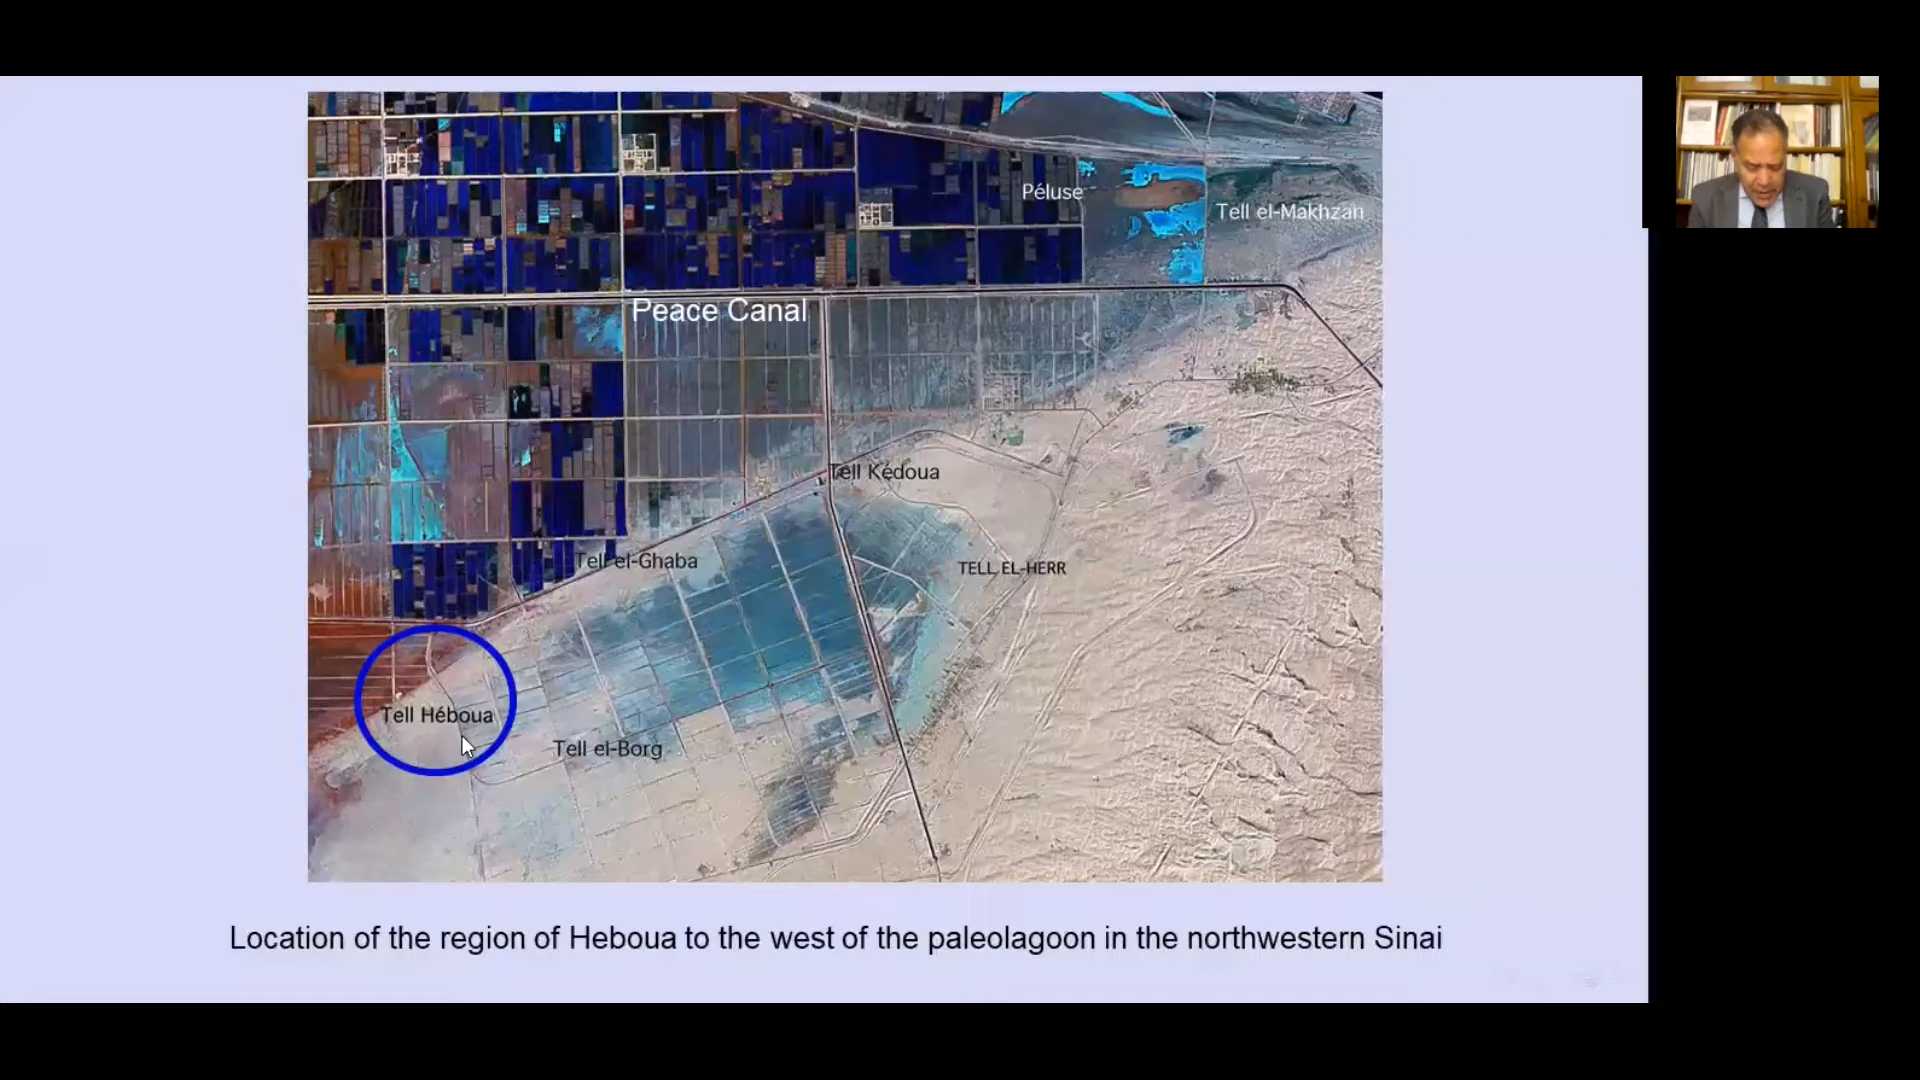 Péluse
Tell el-Makhzan
Peace Canal
Tell Kédoua
Tell el-Ghaba
TELL EL-HERR
Tell Héboua
Tell el-Borg
Location of the region of Heboua to the west of the paleolagoon in the northwestern Sinai